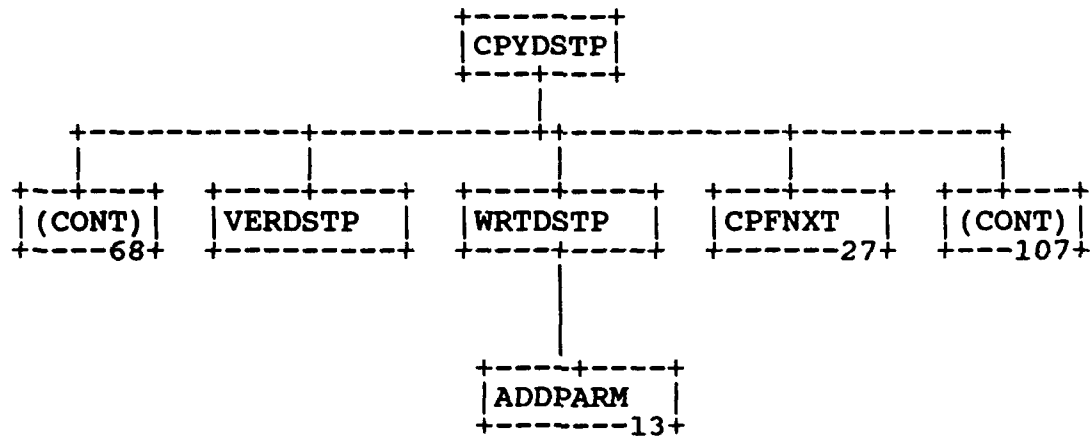 CPYDSTP
(CONT) VERDSTP WRTDSTP CPFNXT (CONT)
68 27 107
ADDPARM
13